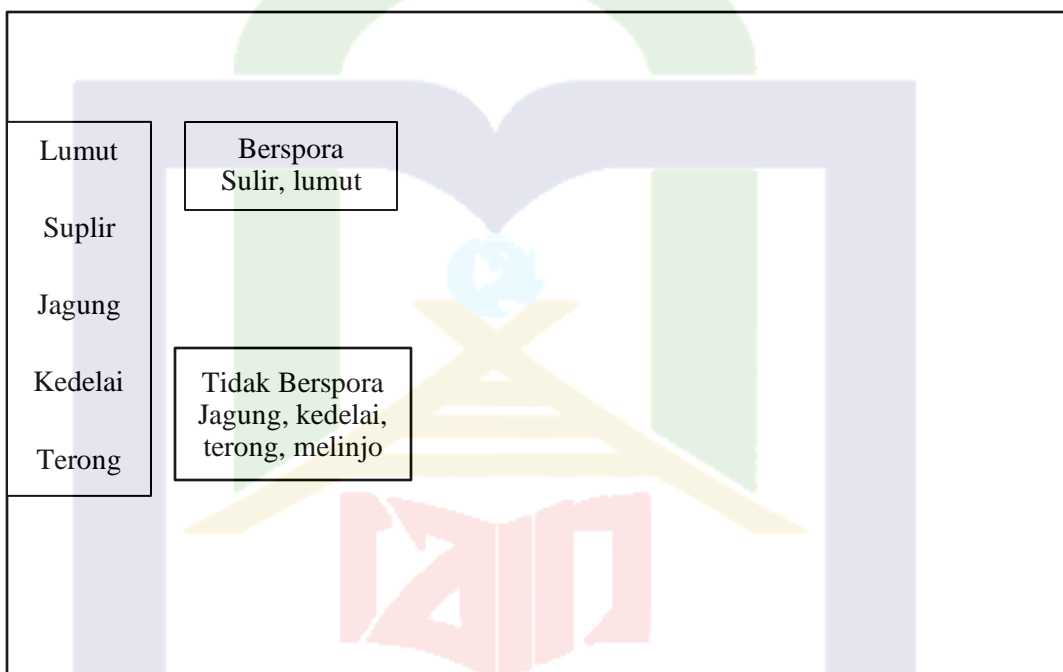 Lumut
Suplir
Jagung
Kedelai
Terong
Berspora
Sulir, lumut
Tidak Berspora
Jagung, kedelai,
terong, melinjo